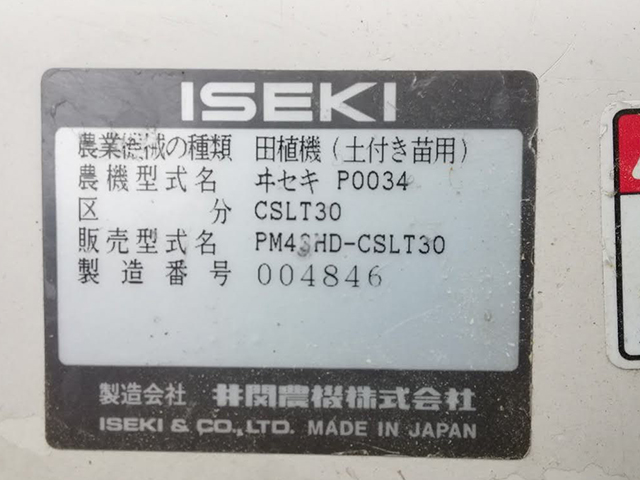 ISEKI
農業機械の種類 田植機(土付き苗用)
農機型式名 ヰセキ P0034
区分 CSLT30
販売型式名
製造番号 004846
製造会社 井関農機株式会社
ISEKI & CO., LTD. MADE IN JAPAN